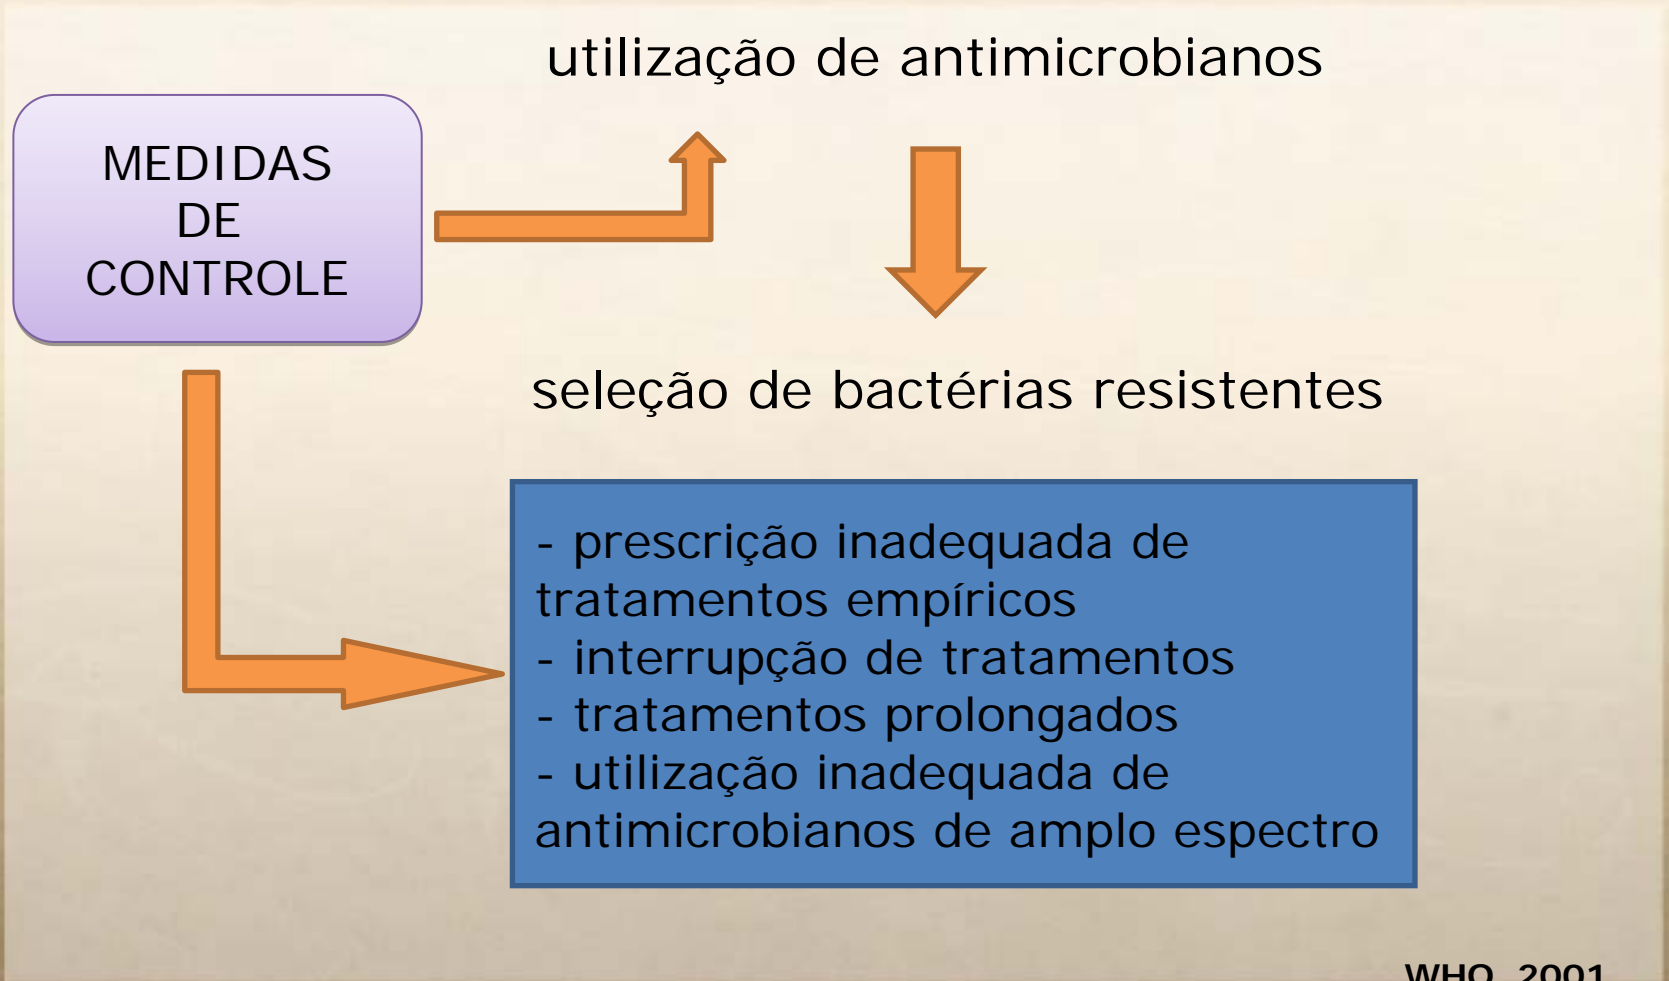 utilização de antimicrobianos
MEDIDAS
DE
CONTROLE
seleção de bactérias resistentes
- prescrição inadequada de
tratamentos empíricos
- interrupção de tratamentos
- tratamentos prolongados
- utilização inadequada de
antimicrobianos de amplo espectro
WHO, 2001